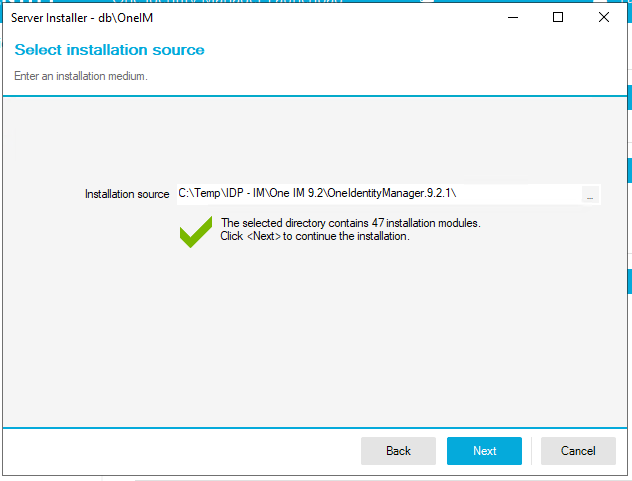 Server Installer - db\OneIM
Select installation source
Enter an installation medium.
Installation source C:\Temp\IDP - IM\One IM 9.2\OneIdentityManager.9.2.1\ ...
The selected directory contains 47 installation modules.
Click <Next> to continue the installation.
Back Next Cancel